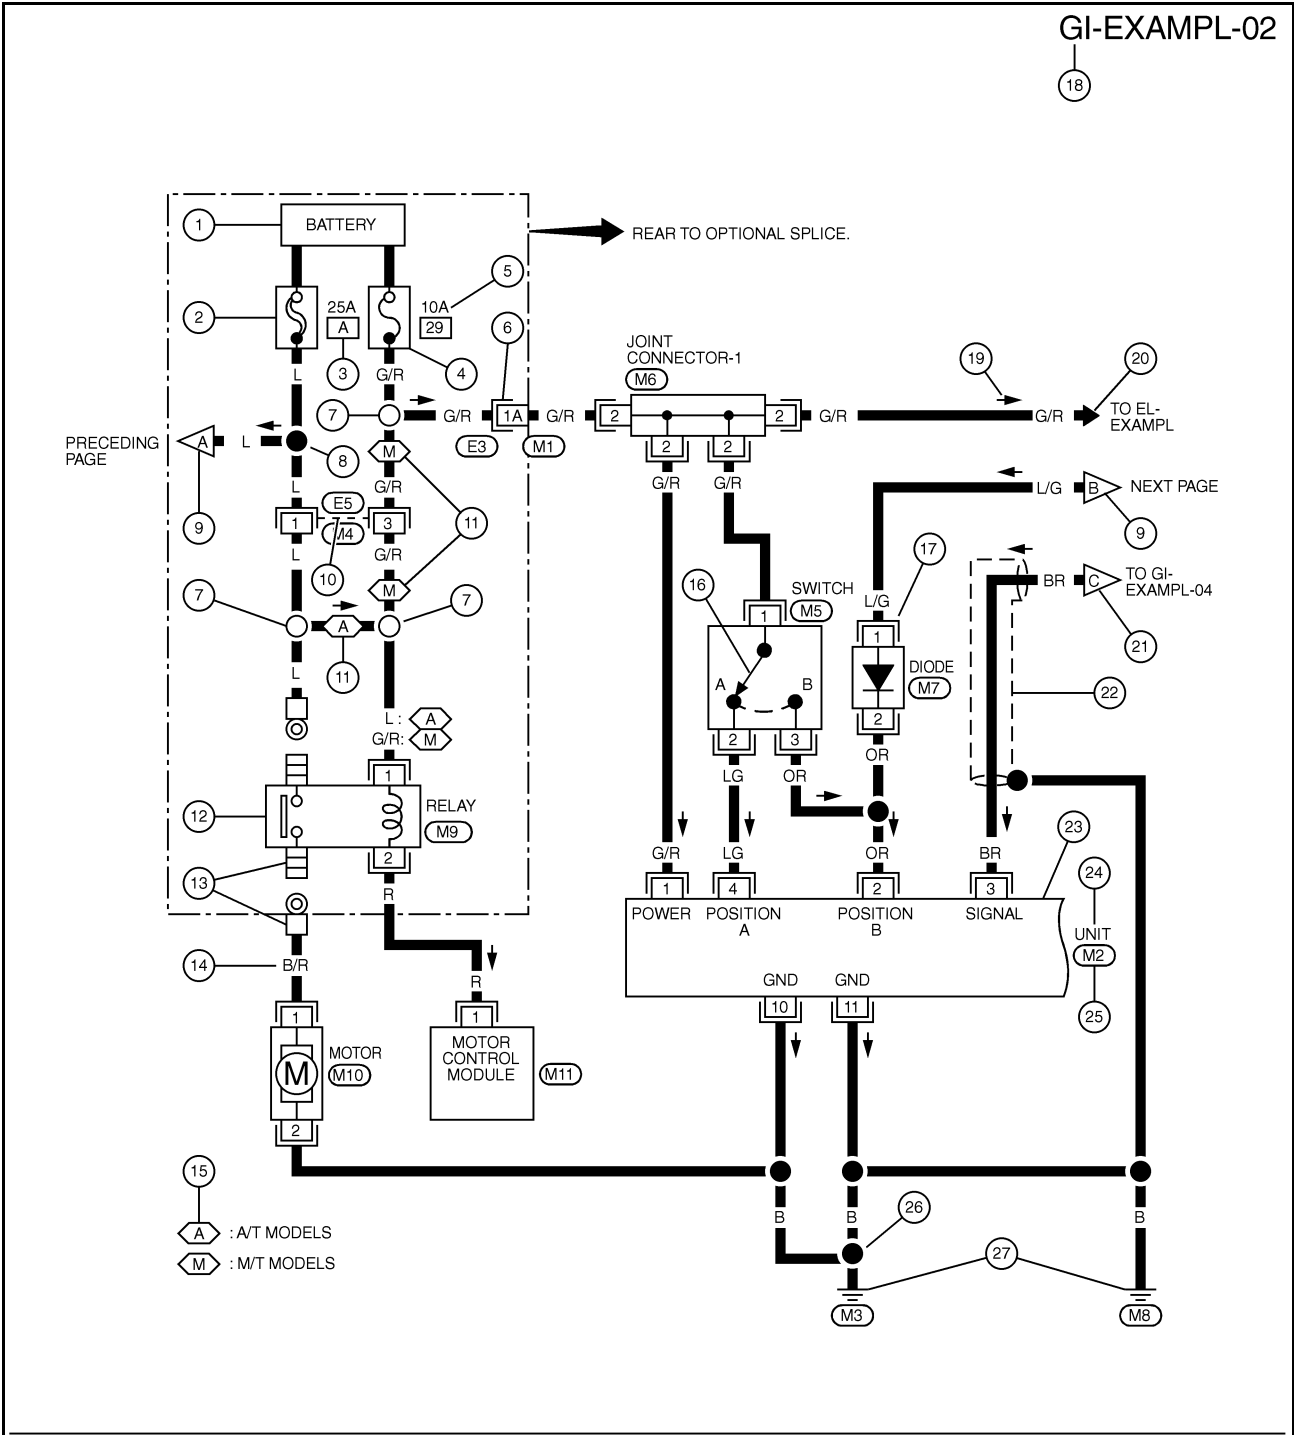 GI-EXAMPL-02
18
1
BATTERY
REAR TO OPTIONAL SPLICE.
5
2
25A
A
10A
29
6
3
4
JOINT
CONNECTOR-1
M6
19
20
L
G/R
7
G/R
1A
G/R
2
2
G/R
G/R
TO EL-
EXAMPL
PRECEDING
PAGE
A
L
8
M
E3
M1
2
2
L
G/R
G/R
G/R
L/G
B
NEXT PAGE
9
1
E5
M4
3
11
9
L
G/R
17
10
M
16
SWITCH
M5
BR
C
TO GI-
EXAMPL-04
7
7
L/G
1
1
A
21
11
L
A
B
DIODE
M7
22
L :
A
G/R:
M
2
3
2
1
LG
OR
OR
12
RELAY
M9
23
2
G/R
LG
OR
BR
13
R
1
4
2
3
24
POWER
POSITION
A
POSITION
B
SIGNAL
UNIT
M2
14
B/R
R
GND
GND
10
11
25
1
1
M
MOTOR
M10
MOTOR
CONTROL
MODULE
M11
2
15
B
B
B
26
A
: A/T MODELS
M
: M/T MODELS
27
M3
M8